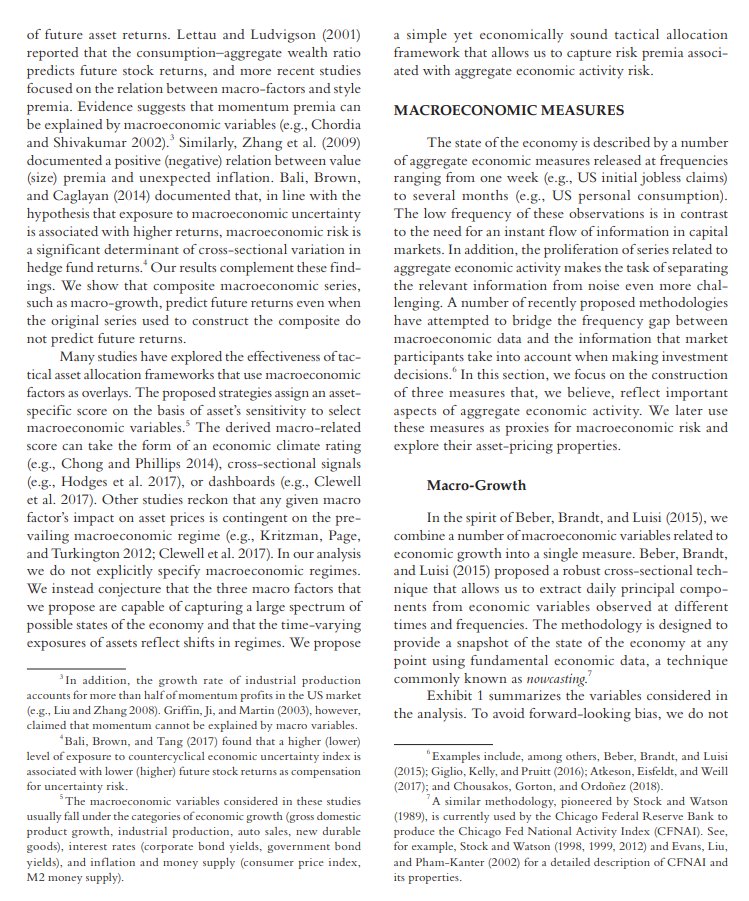 of future asset returns. Lettau and Ludvigson (2001)
reported that the consumption–aggregate wealth ratio
predicts future stock returns, and more recent studies
focused on the relation between macro-factors and style
premia. Evidence suggests that momentum premia can
be explained by macroeconomic variables (e.g., Chordia
and Shivakumar 2002).³ Similarly, Zhang et al. (2009)
documented a positive (negative) relation between value
(size) premia and unexpected inflation. Bali, Brown,
and Caglayan (2014) documented that, in line with the
hypothesis that exposure to macroeconomic uncertainty
is associated with higher returns, macroeconomic risk is
a significant determinant of cross-sectional variation in
hedge fund returns.⁴ Our results complement these find-
ings. We show that composite macroeconomic series,
such as macro-growth, predict future returns even when
the original series used to construct the composite do
not predict future returns.
Many studies have explored the effectiveness of tac-
tical asset allocation frameworks that use macroeconomic
factors as overlays. The proposed strategies assign an asset-
specific score on the basis of asset's sensitivity to select
macroeconomic variables.⁵ The derived macro-related
score can take the form of an economic climate rating
(e.g., Chong and Phillips 2014), cross-sectional signals
(e.g., Hodges et al. 2017), or dashboards (e.g., Clewell
et al. 2017). Other studies reckon that any given macro
factor's impact on asset prices is contingent on the pre-
vailing macroeconomic regime (e.g., Kritzman, Page,
and Turkington 2012; Clewell et al. 2017). In our analysis
we do not explicitly specify macroeconomic regimes.
We instead conjecture that the three macro factors that
we propose are capable of capturing a large spectrum of
possible states of the economy and that the time-varying
exposures of assets reflect shifts in regimes. We propose
³In addition, the growth rate of industrial production
accounts for more than half of momentum profits in the US market
(e.g., Liu and Zhang 2008). Griffin, Ji, and Martin (2003), however,
claimed that momentum cannot be explained by macro variables.
⁴Bali, Brown, and Tang (2017) found that a higher (lower)
level of exposure to countercyclical economic uncertainty index is
associated with lower (higher) future stock returns as compensation
for uncertainty risk.
⁵The macroeconomic variables considered in these studies
usually fall under the categories of economic growth (gross domestic
product growth, industrial production, auto sales, new durable
goods), interest rates (corporate bond yields, government bond
yields), and inflation and money supply (consumer price index,
M2 money supply).
a simple yet economically sound tactical allocation
framework that allows us to capture risk premia associ-
ated with aggregate economic activity risk.
MACROECONOMIC MEASURES
The state of the economy is described by a number
of aggregate economic measures released at frequencies
ranging from one week (e.g., US initial jobless claims)
to several months (e.g., US personal consumption).
The low frequency of these observations is in contrast
to the need for an instant flow of information in capital
markets. In addition, the proliferation of series related to
aggregate economic activity makes the task of separating
the relevant information from noise even more chal-
lenging. A number of recently proposed methodologies
have attempted to bridge the frequency gap between
macroeconomic data and the information that market
participants take into account when making investment
decisions.⁶ In this section, we focus on the construction
of three measures that, we believe, reflect important
aspects of aggregate economic activity. We later use
these measures as proxies for macroeconomic risk and
explore their asset-pricing properties.
Macro-Growth
In the spirit of Beber, Brandt, and Luisi (2015), we
combine a number of macroeconomic variables related to
economic growth into a single measure. Beber, Brandt,
and Luisi (2015) proposed a robust cross-sectional tech-
nique that allows us to extract daily principal compo-
nents from economic variables observed at different
times and frequencies. The methodology is designed to
provide a snapshot of the state of the economy at any
point using fundamental economic data, a technique
commonly known as nowcasting.⁷
Exhibit 1 summarizes the variables considered in
the analysis. To avoid forward-looking bias, we do not
⁶Examples include, among others, Beber, Brandt, and Luisi
(2015); Giglio, Kelly, and Pruitt (2016); Atkeson, Eisfeldt, and Weill
(2017); and Chousakos, Gorton, and Ordoñez (2018).
⁷A similar methodology, pioneered by Stock and Watson
(1989), is currently used by the Chicago Federal Reserve Bank to
produce the Chicago Fed National Activity Index (CFNAI). See,
for example, Stock and Watson (1998, 1999, 2012) and Evans, Liu,
and Pham-Kanter (2002) for a detailed description of CFNAI and
its properties.